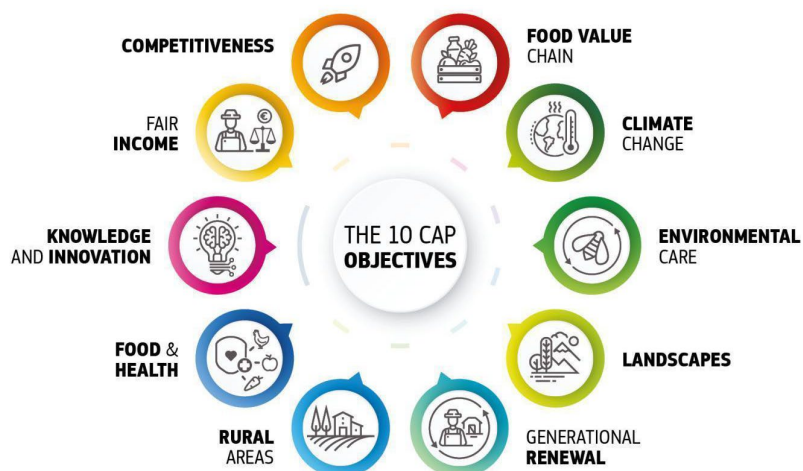 COMPETITIVENESS
FOOD VALUE
CHAIN
FAIR
INCOME
CLIMATE
CHANGE
KNOWLEDGE
AND INNOVATION
THE 10 CAP
OBJECTIVES
ENVIRONMENTAL
CARE
FOOD &
HEALTH
LANDSCAPES
RURAL
AREAS
GENERATIONAL
RENEWAL